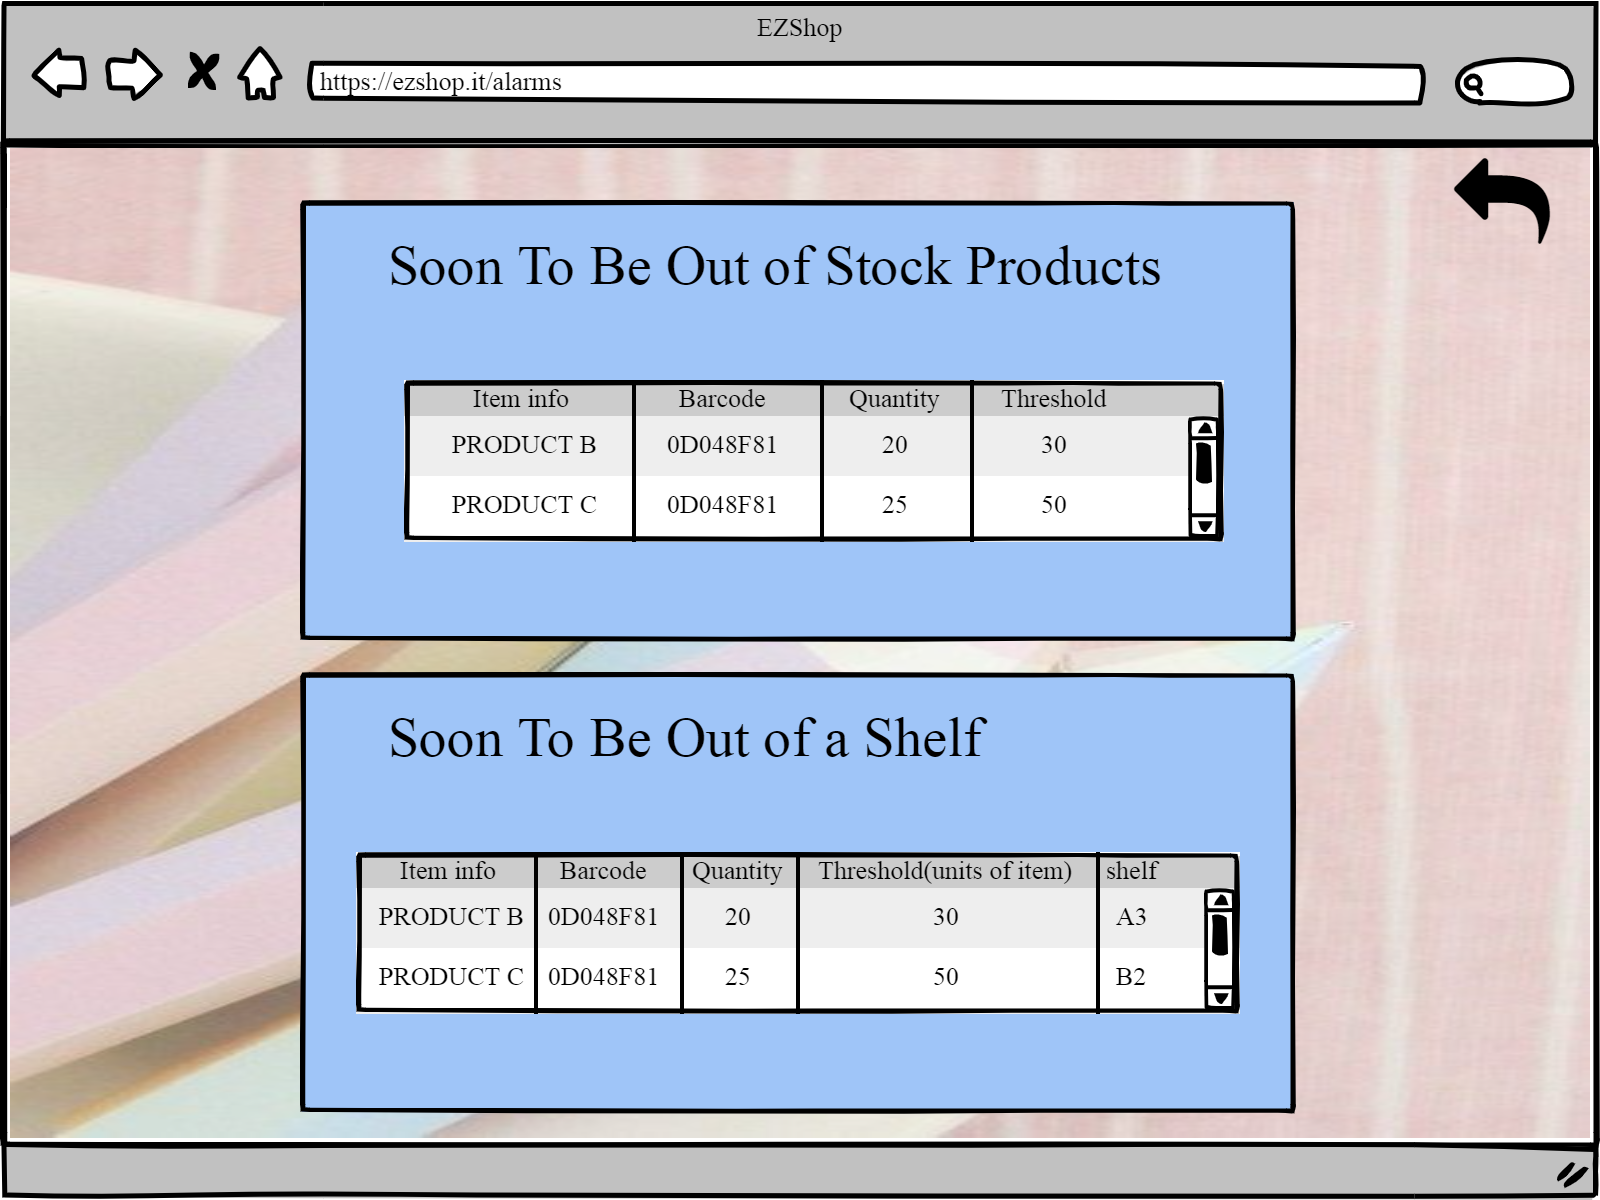 EZShop
https://ezshop.it/alarms
Soon To Be Out of Stock Products
Item info Barcode Quantity Threshold
PRODUCT B 0D048F81 20 30
PRODUCT C 0D048F81 25 50
Soon To Be Out of a Shelf
Item info Barcode Quantity Threshold(units of item) shelf
PRODUCT B 0D048F81 20 30 A3
PRODUCT C 0D048F81 25 50 B2